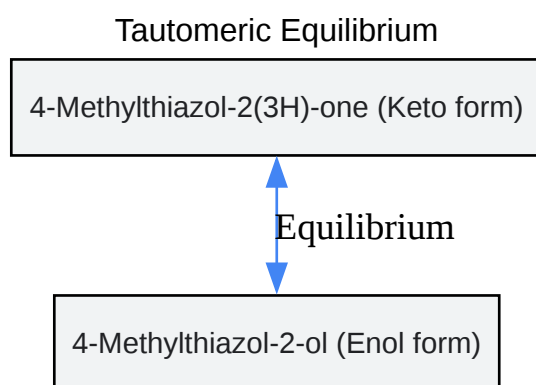 Tautomeric Equilibrium
4-Methylthiazol-2(3H)-one (Keto form)
Equilibrium
4-Methylthiazol-2-ol (Enol form)